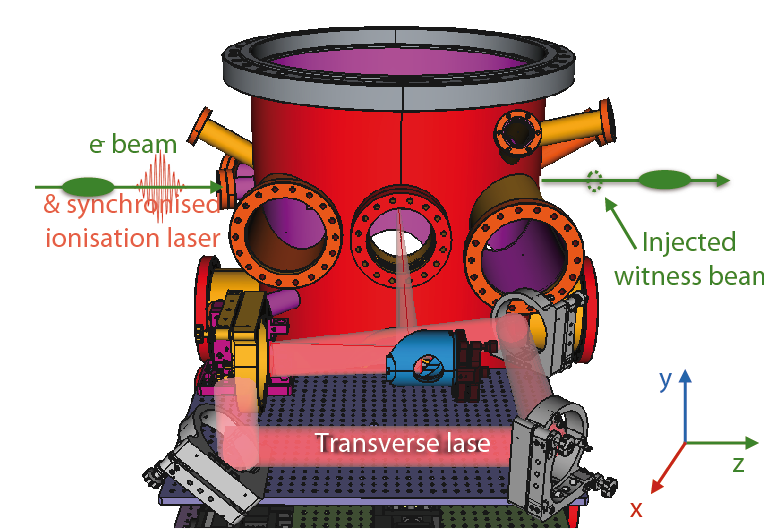 e- beam
& synchronised
ionisation laser
Injected
witness bean
Transverse lase
y
z
x